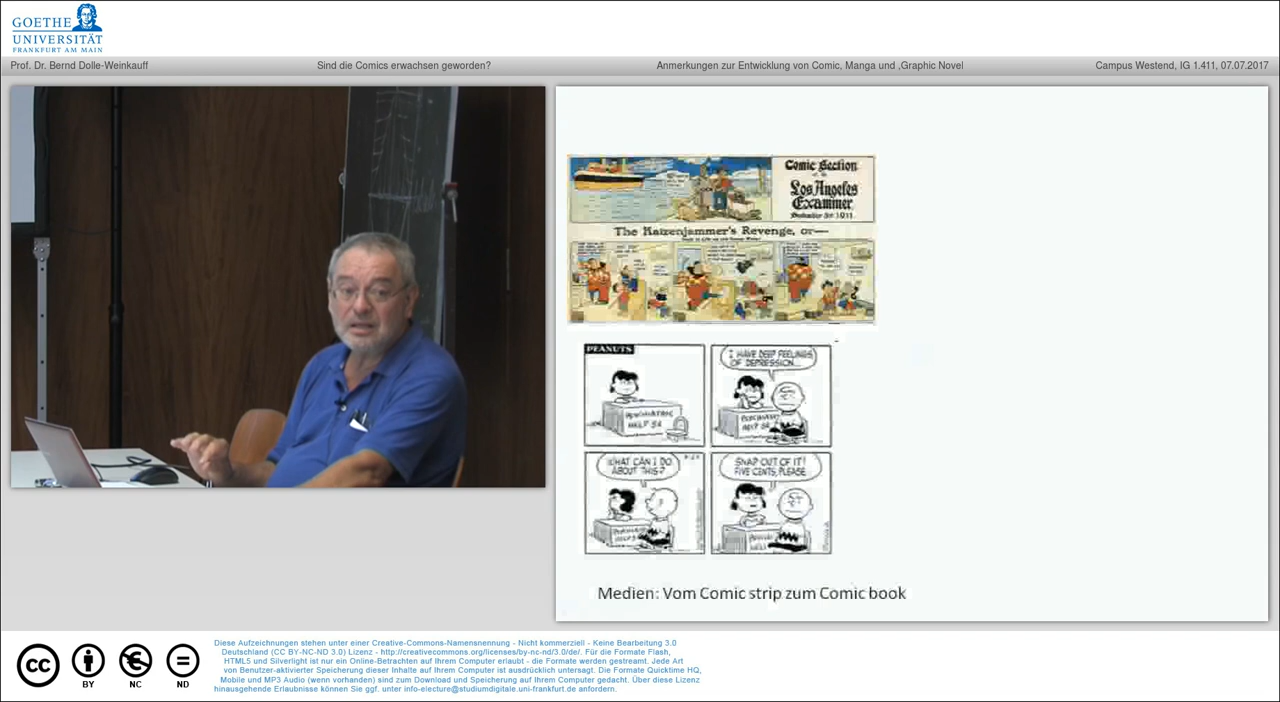 GOETHE
UNIVERSITÄT
FRANKFURT AM MAIN
Prof. Dr. Bernd Dolle-Weinkauff
Sind die Comics erwachsen geworden?
Anmerkungen zur Entwicklung von Comic, Manga und ‚Graphic Novel
Campus Westend, IG 1.411, 07.07.2017
Comic Section
Los Angeles
Examiner
The Katzenjammer's Revenge, or—
PEANUTS
PSYCHIATRIC
HELP 5¢
I HAVE DEEP FEELINGS
OF DEPRESSION...
WHAT CAN I DO
ABOUT THIS?
SNAP OUT OF IT!
FIVE CENTS, PLEASE.
Medien: Vom Comic strip zum Comic book
cc
BY
NC
ND
Diese Aufzeichnungen stehen unter einer Creative-Commons-Namensnennung - Nicht kommerziell - Keine Bearbeitung 3.0
Deutschland (CC BY-NC-ND 3.0) Lizenz - http://creativecommons.org/licenses/by-nc-nd/3.0/de/. Für die Formate Flash,
HTML5 und Silverlight ist nur ein Online-Betrachten auf Ihrem Computer erlaubt - die Formate werden gestreamt. Jede Art
von Benutzer-aktivierter Speicherung dieser Inhalte auf Ihrem Computer ist ausdrücklich untersagt. Die Formate Quicktime HQ,
Mobile und MP3 Audio (wenn vorhanden) sind zum Download und Speicherung auf Ihrem Computer gedacht. Über diese Lizenz
hinausgehende Erlaubnisse können Sie ggf. unter info-electure@studiumdigitale.uni-frankfurt.de anfordern.